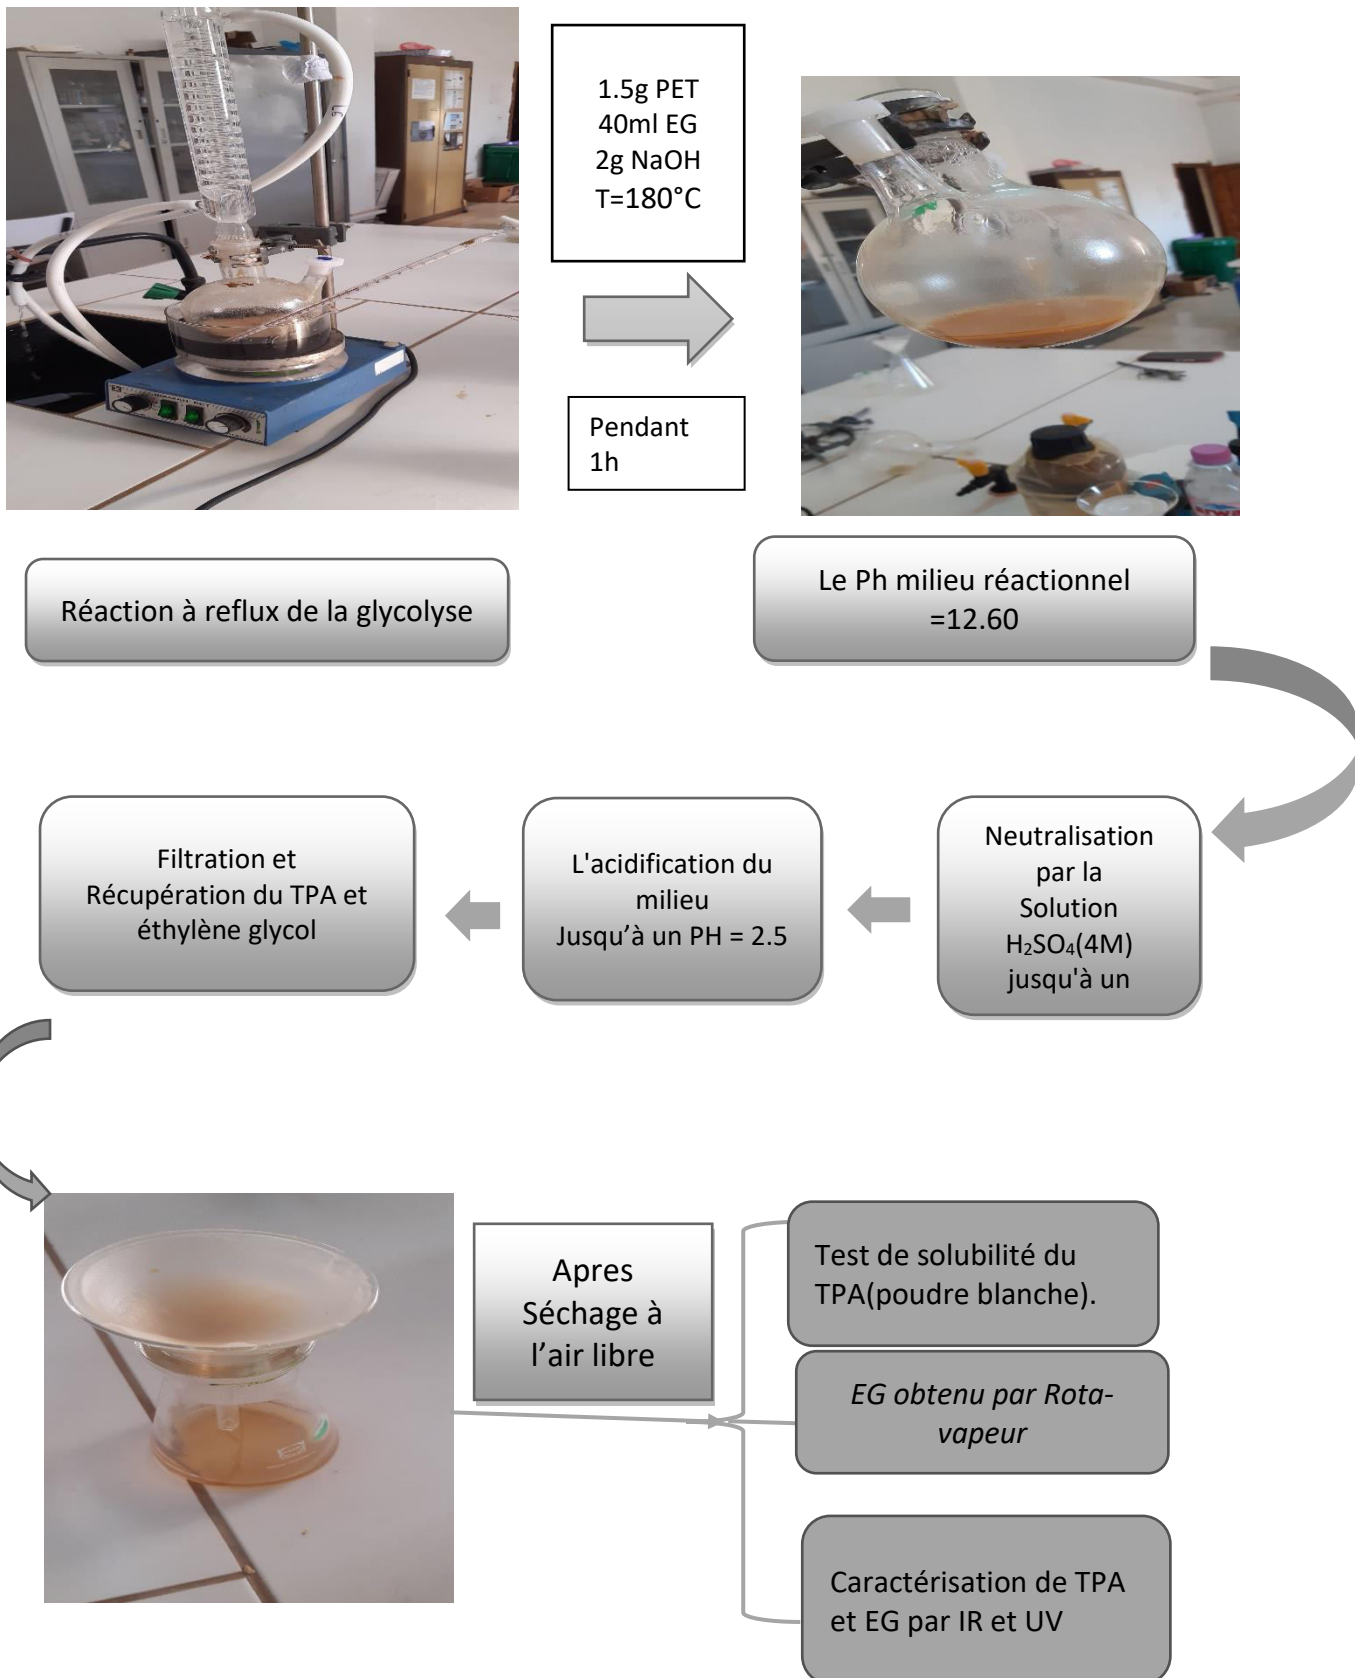 1.5g PET
40ml EG
2g NaOH
T=180°C
Pendant
1h
Réaction à reflux de la glycolyse
Le Ph milieu réactionnel
=12.60
Neutralisation
par la
Solution
H₂SO₄(4M)
jusqu'à un
L'acidification du
milieu
Jusqu’à un PH = 2.5
Filtration et
Récupération du TPA et
éthylène glycol
Apres
Séchage à
l’air libre
Test de solubilité du
TPA(poudre blanche).
EG obtenu par Rota-
vapeur
Caractérisation de TPA
et EG par IR et UV